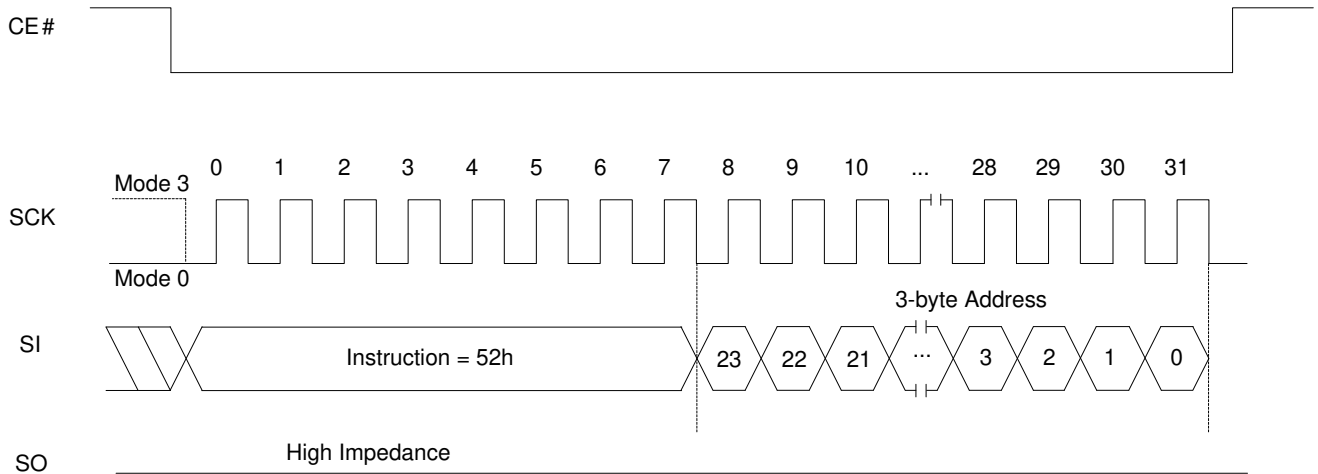 CE#
0 1 2 3 4 5 6 7 8 9 10 ... 28 29 30 31
Mode 3
SCK
Mode 0
3-byte Address
SI Instruction = 52h 23 22 21 ... 3 2 1 0
High Impedance
SO